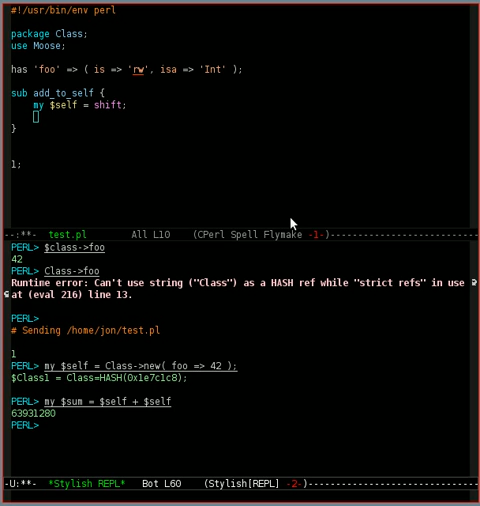 #!/usr/bin/env perl
package Class;
use Moose;
has 'foo' => ( is => 'rw', isa => 'Int' );
sub add_to_self {
my $self = shift;
}
1;
--:**- test.pl All L10 (CPerl Spell Flymake -1-)------------------------
PERL> $class->foo
42
PERL> Class->foo
Runtime error: Can't use string ("Class") as a HASH ref while "strict refs" in use
at (eval 216) line 13.
PERL>
# Sending /home/jon/test.pl
1
PERL> my $self = Class->new( foo => 42 );
$Class1 = Class=HASH(0x1e7c1c8);
PERL> my $sum = $self + $self
63931280
PERL>
-U:**- *Stylish REPL* Bot L60 (Stylish[REPL] -2-)---------------------------